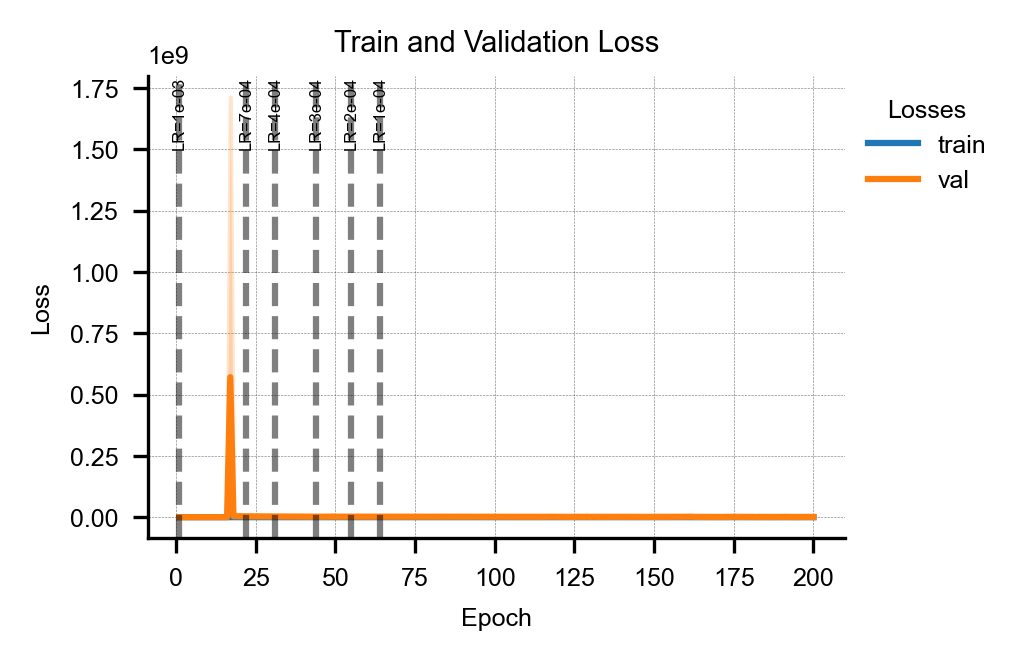 Train and Validation Loss
1e9
LR=1e-03
LR=7e-04
LR=4e-04
LR=3e-04
LR=2e-04
LR=1e-04
1.75
1.50
1.25
1.00
0.75
0.50
0.25
0.00
Loss
0 25 50 75 100 125 150 175 200
Epoch
Losses
train
val